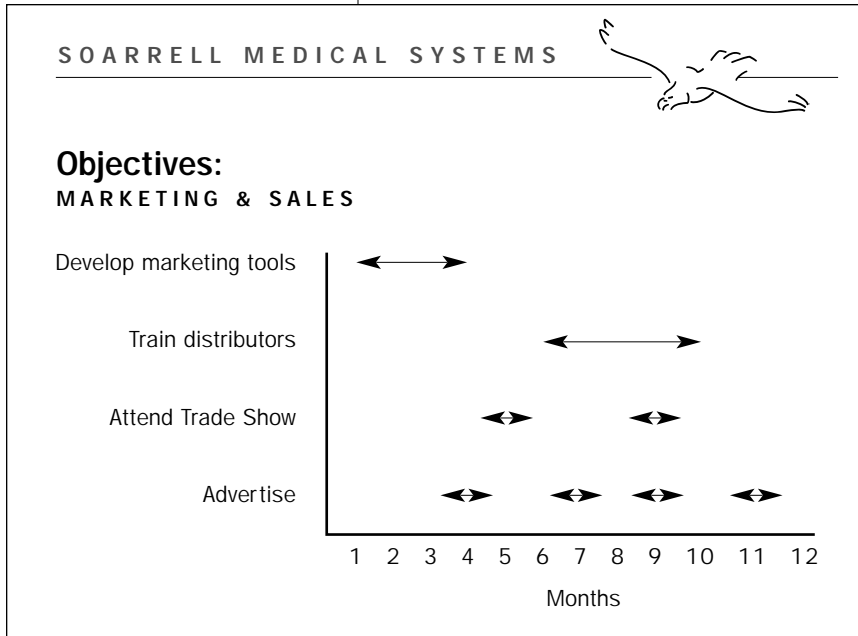 SOARRELL MEDICAL SYSTEMS
Objectives:
MARKETING & SALES
Develop marketing tools
Train distributors
Attend Trade Show
Advertise
1 2 3 4 5 6 7 8 9 10 11 12
Months